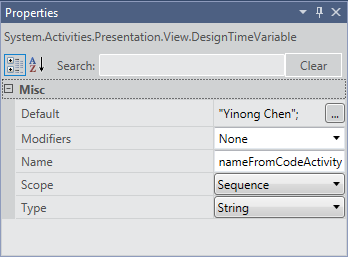 Properties
System.Activities.Presentation.View.DesignTimeVariable
Search: Clear
Misc
Default "Yinong Chen"; ...
Modifiers None
Name nameFromCodeActivity
Scope Sequence
Type String